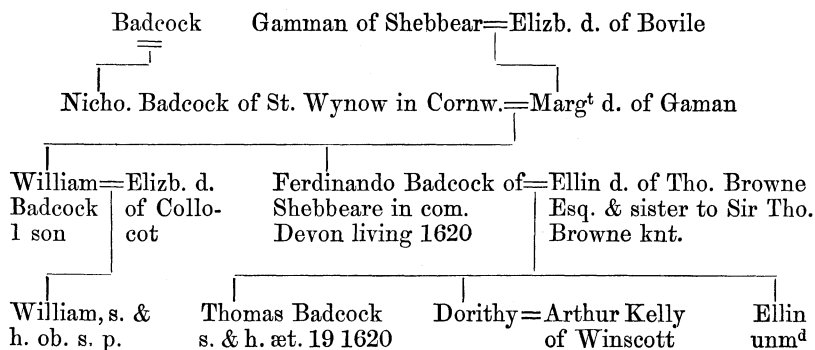 Badcock Gamman of Shebbear=Elizb. d. of Bovile
Nicho. Badcock of St. Wynow in Cornw.=Margᵗ d. of Gaman
William=Elizb. d. Ferdinando Badcock of=Ellin d. of Tho. Browne
Badcock of Collo- Shebbeare in com. Esq. & sister to Sir Tho.
1 son cot Devon living 1620 Browne knt.
William, s. & Thomas Badcock Dorithy=Arthur Kelly Ellin
h. ob. s. p. s. & h. æt. 19 1620 of Winscott unmᵈ